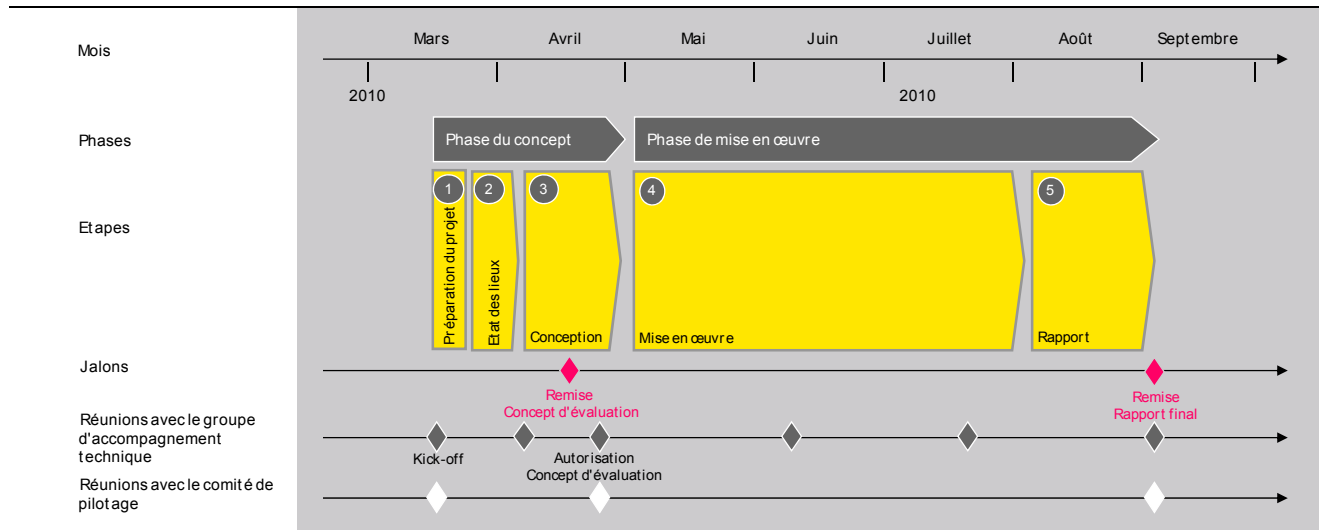 Mois
Mars Avril Mai Juin Juillet Août Septembre
2010 2010
Phases
Phase du concept Phase de mise en œuvre
Etapes
1 2 3 4 5
Préparation du projet
Etat des lieux
Conception Mise en œuvre Rapport
Jalons
Remise
Concept d'évaluation
Remise
Rapport final
Réunions avec le groupe
d'accompagnement
technique
Kick-off
Autorisation
Concept d'évaluation
Réunions avec le comité de
pilotage